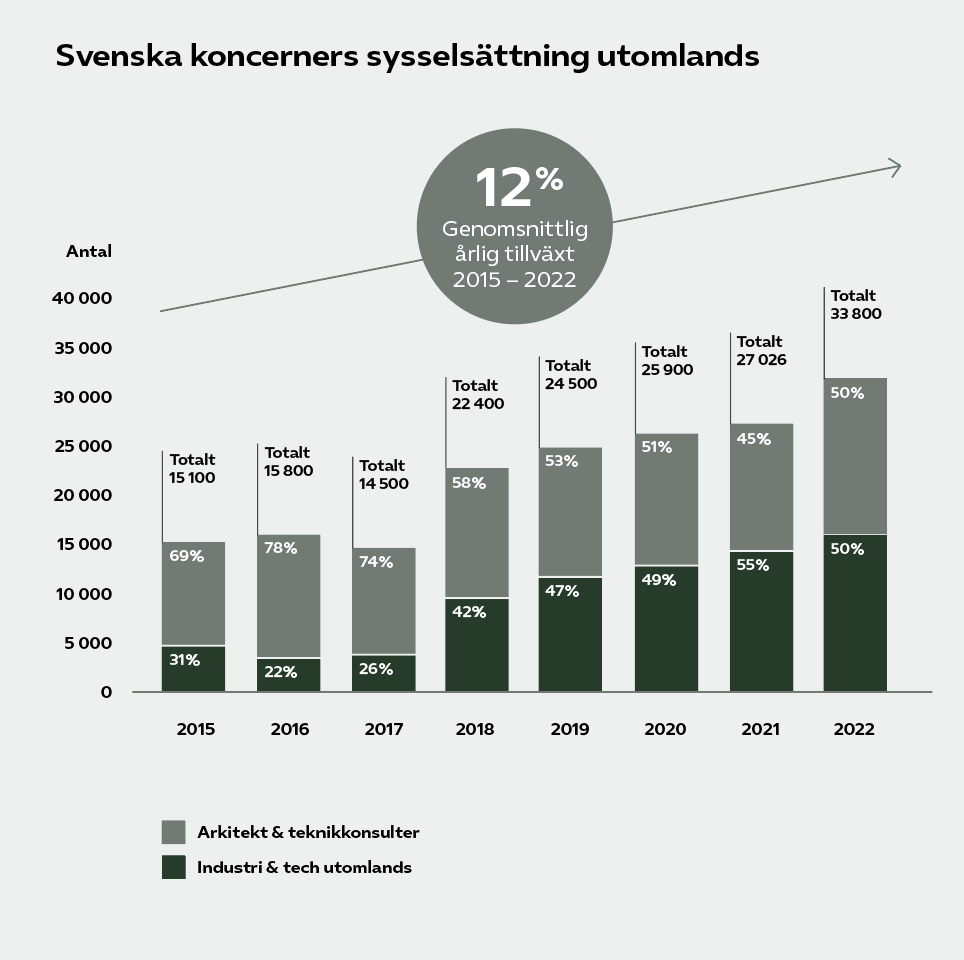 Svenska koncerners sysselsättning utomlands
12%
Genomsnittlig
årlig tillväxt
2015 – 2022
Antal
40 000
35 000
30 000
25 000
20 000
15 000
10 000
5 000
0
Totalt
15 100
69%
31%
Totalt
15 800
78%
22%
Totalt
14 500
74%
26%
Totalt
22 400
58%
42%
Totalt
24 500
53%
47%
Totalt
25 900
51%
49%
Totalt
27 026
45%
55%
Totalt
33 800
50%
50%
2015 2016 2017 2018 2019 2020 2021 2022
Arkitekt & teknikkonsulter
Industri & tech utomlands